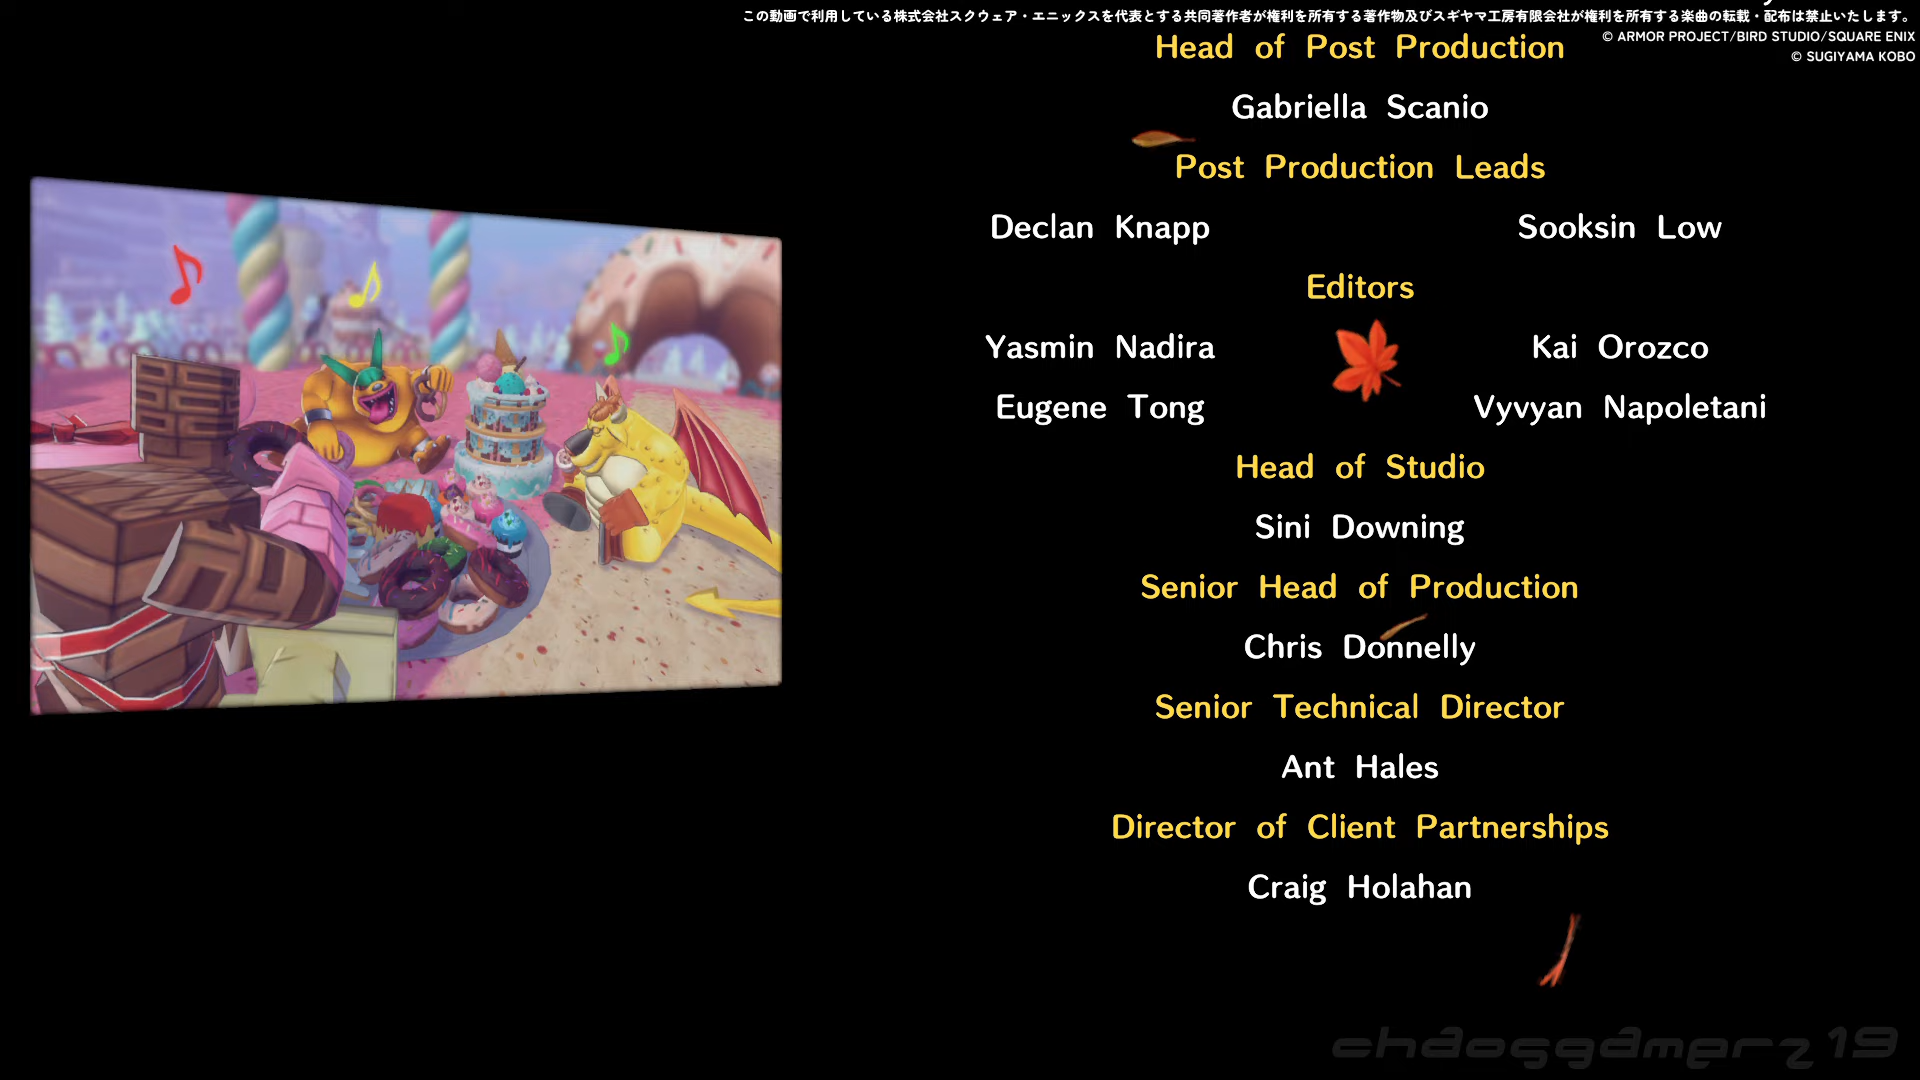 この動画で利用している株式会社スクウェア・エニックスを代表とする共同著作者が権利を所有する著作物及びスギヤマ工房有限会社が権利を所有する楽曲の転載・配布は禁止いたします。
© ARMOR PROJECT/BIRD STUDIO/SQUARE ENIX
© SUGIYAMA KOBO
Head of Post Production
Gabriella Scanio
Post Production Leads
Declan Knapp Sooksin Low
Editors
Yasmin Nadira Kai Orozco
Eugene Tong Vyvyan Napoletani
Head of Studio
Sini Downing
Senior Head of Production
Chris Donnelly
Senior Technical Director
Ant Hales
Director of Client Partnerships
Craig Holahan
chaosgamerz19